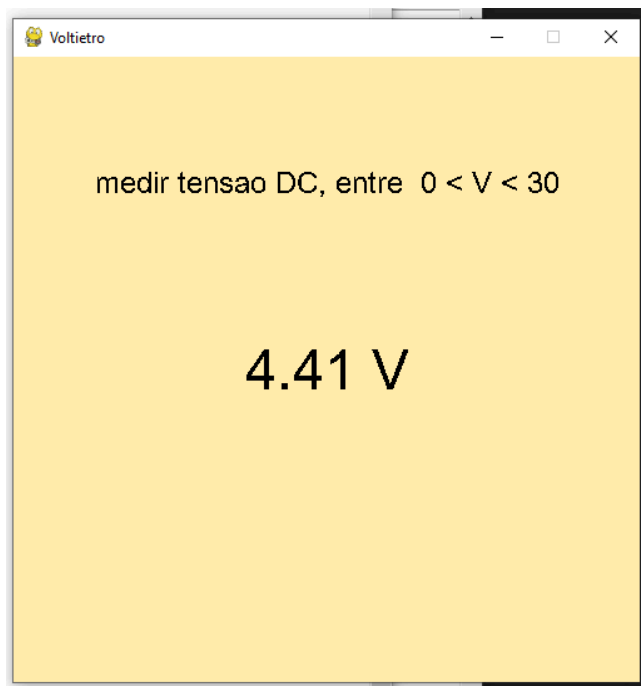 Voltietro
medir tensao DC, entre 0 < V < 30
4.41 V